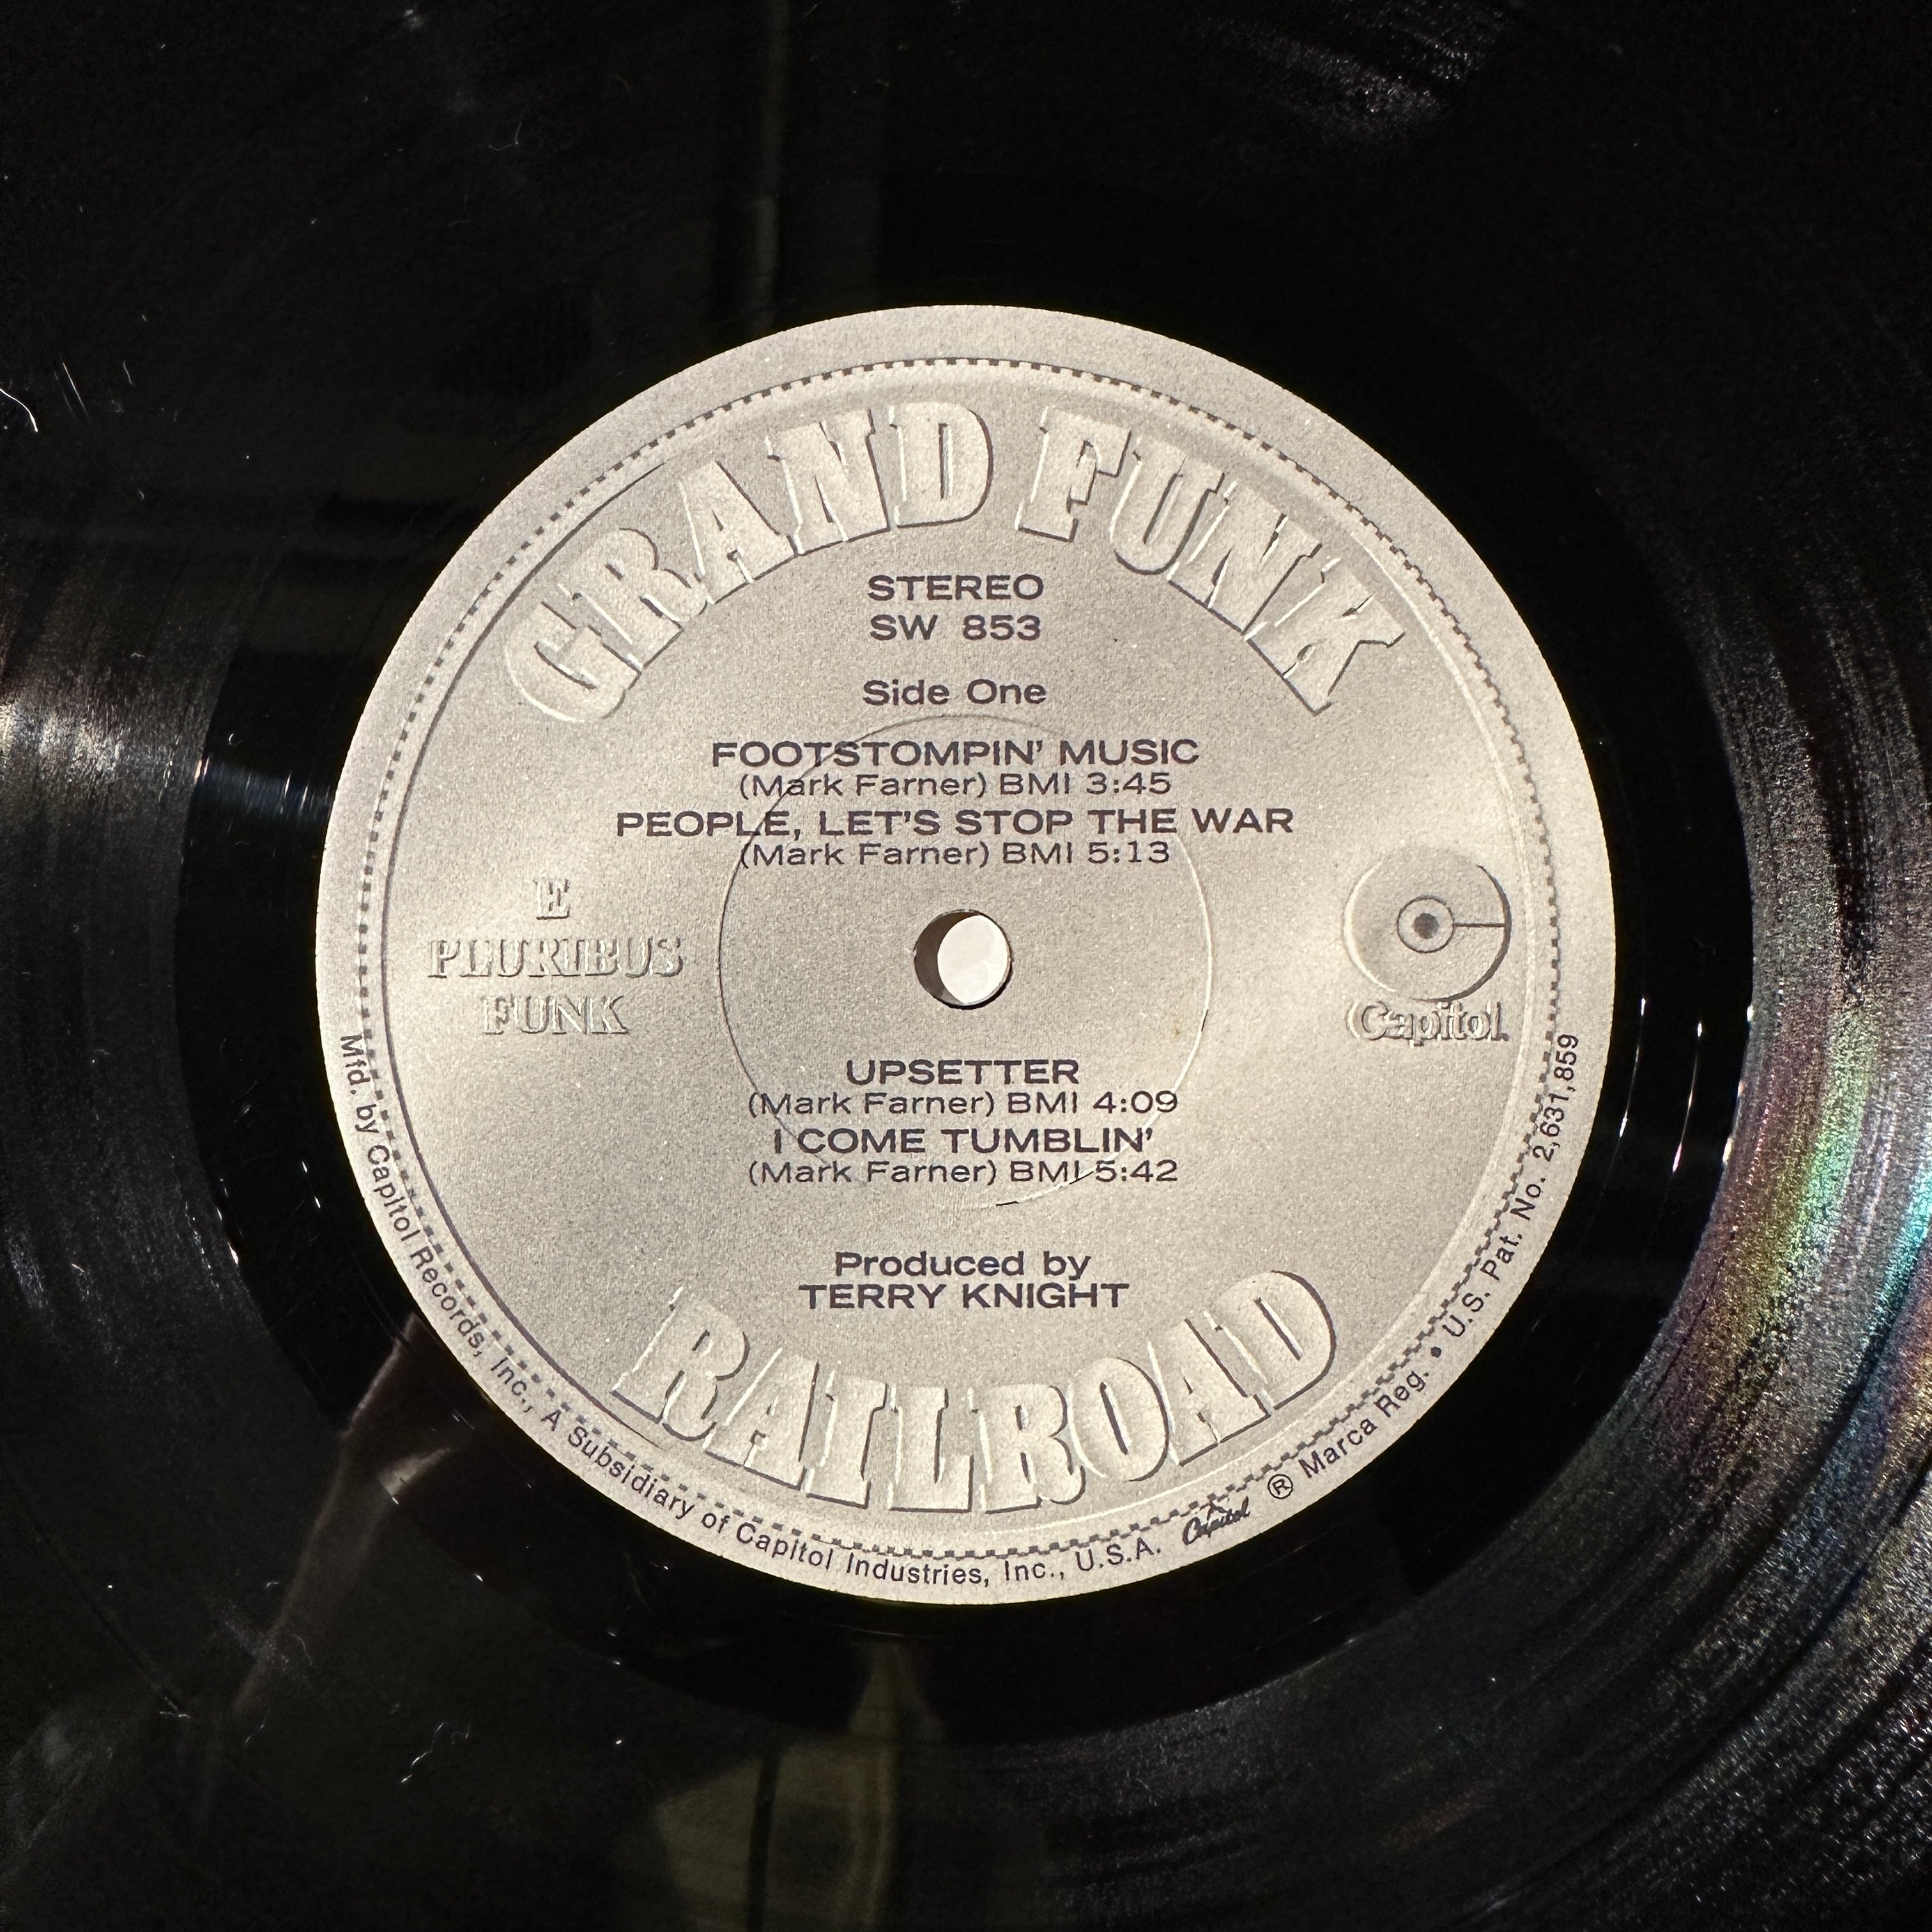 GRAND FUNK
STEREO
SW 853
Side One
FOOTSTOMPIN' MUSIC
(Mark Farner) BMI 3:45
PEOPLE, LET'S STOP THE WAR
(Mark Farner) BMI 5:13
E
PLURIBUS
FUNK
Capitol.
UPSETTER
(Mark Farner) BMI 4:09
I COME TUMBLIN'
(Mark Farner) BMI 5:42
Produced by
TERRY KNIGHT
RAILROAD
Mfd. by Capitol Records, Inc., A Subsidiary of Capitol Industries, Inc., U.S.A. Capitol ® Marca Reg. • U.S. Pat. No. 2,631,859